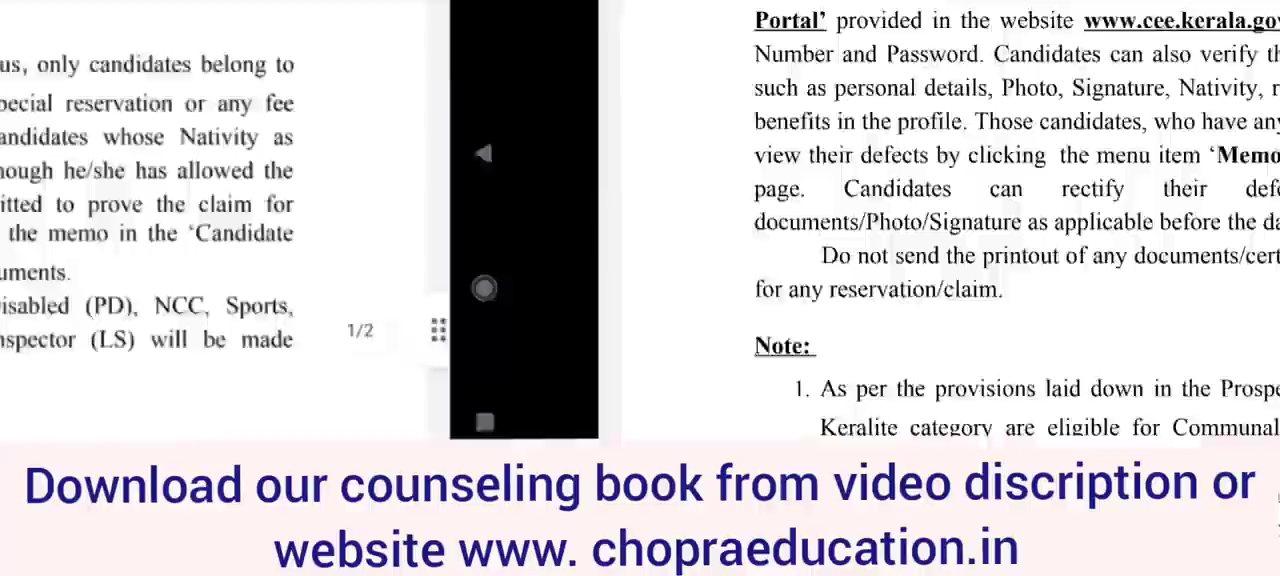 us, only candidates belong to
pecial reservation or any fee
andidates whose Nativity as
hough he/she has allowed the
itted to prove the claim for
the memo in the ‘Candidate
uments.
isabled (PD), NCC, Sports,
nspector (LS) will be made
1/2
Portal’ provided in the website www.cee.kerala.gov
Number and Password. Candidates can also verify th
such as personal details, Photo, Signature, Nativity, r
benefits in the profile. Those candidates, who have any
view their defects by clicking the menu item ‘Memo
page. Candidates can rectify their defe
documents/Photo/Signature as applicable before the da
Do not send the printout of any documents/cert
for any reservation/claim.
Note:
1. As per the provisions laid down in the Prospe
Keralite category are eligible for Communal
Download our counseling book from video discription or
website www. chopraeducation.in